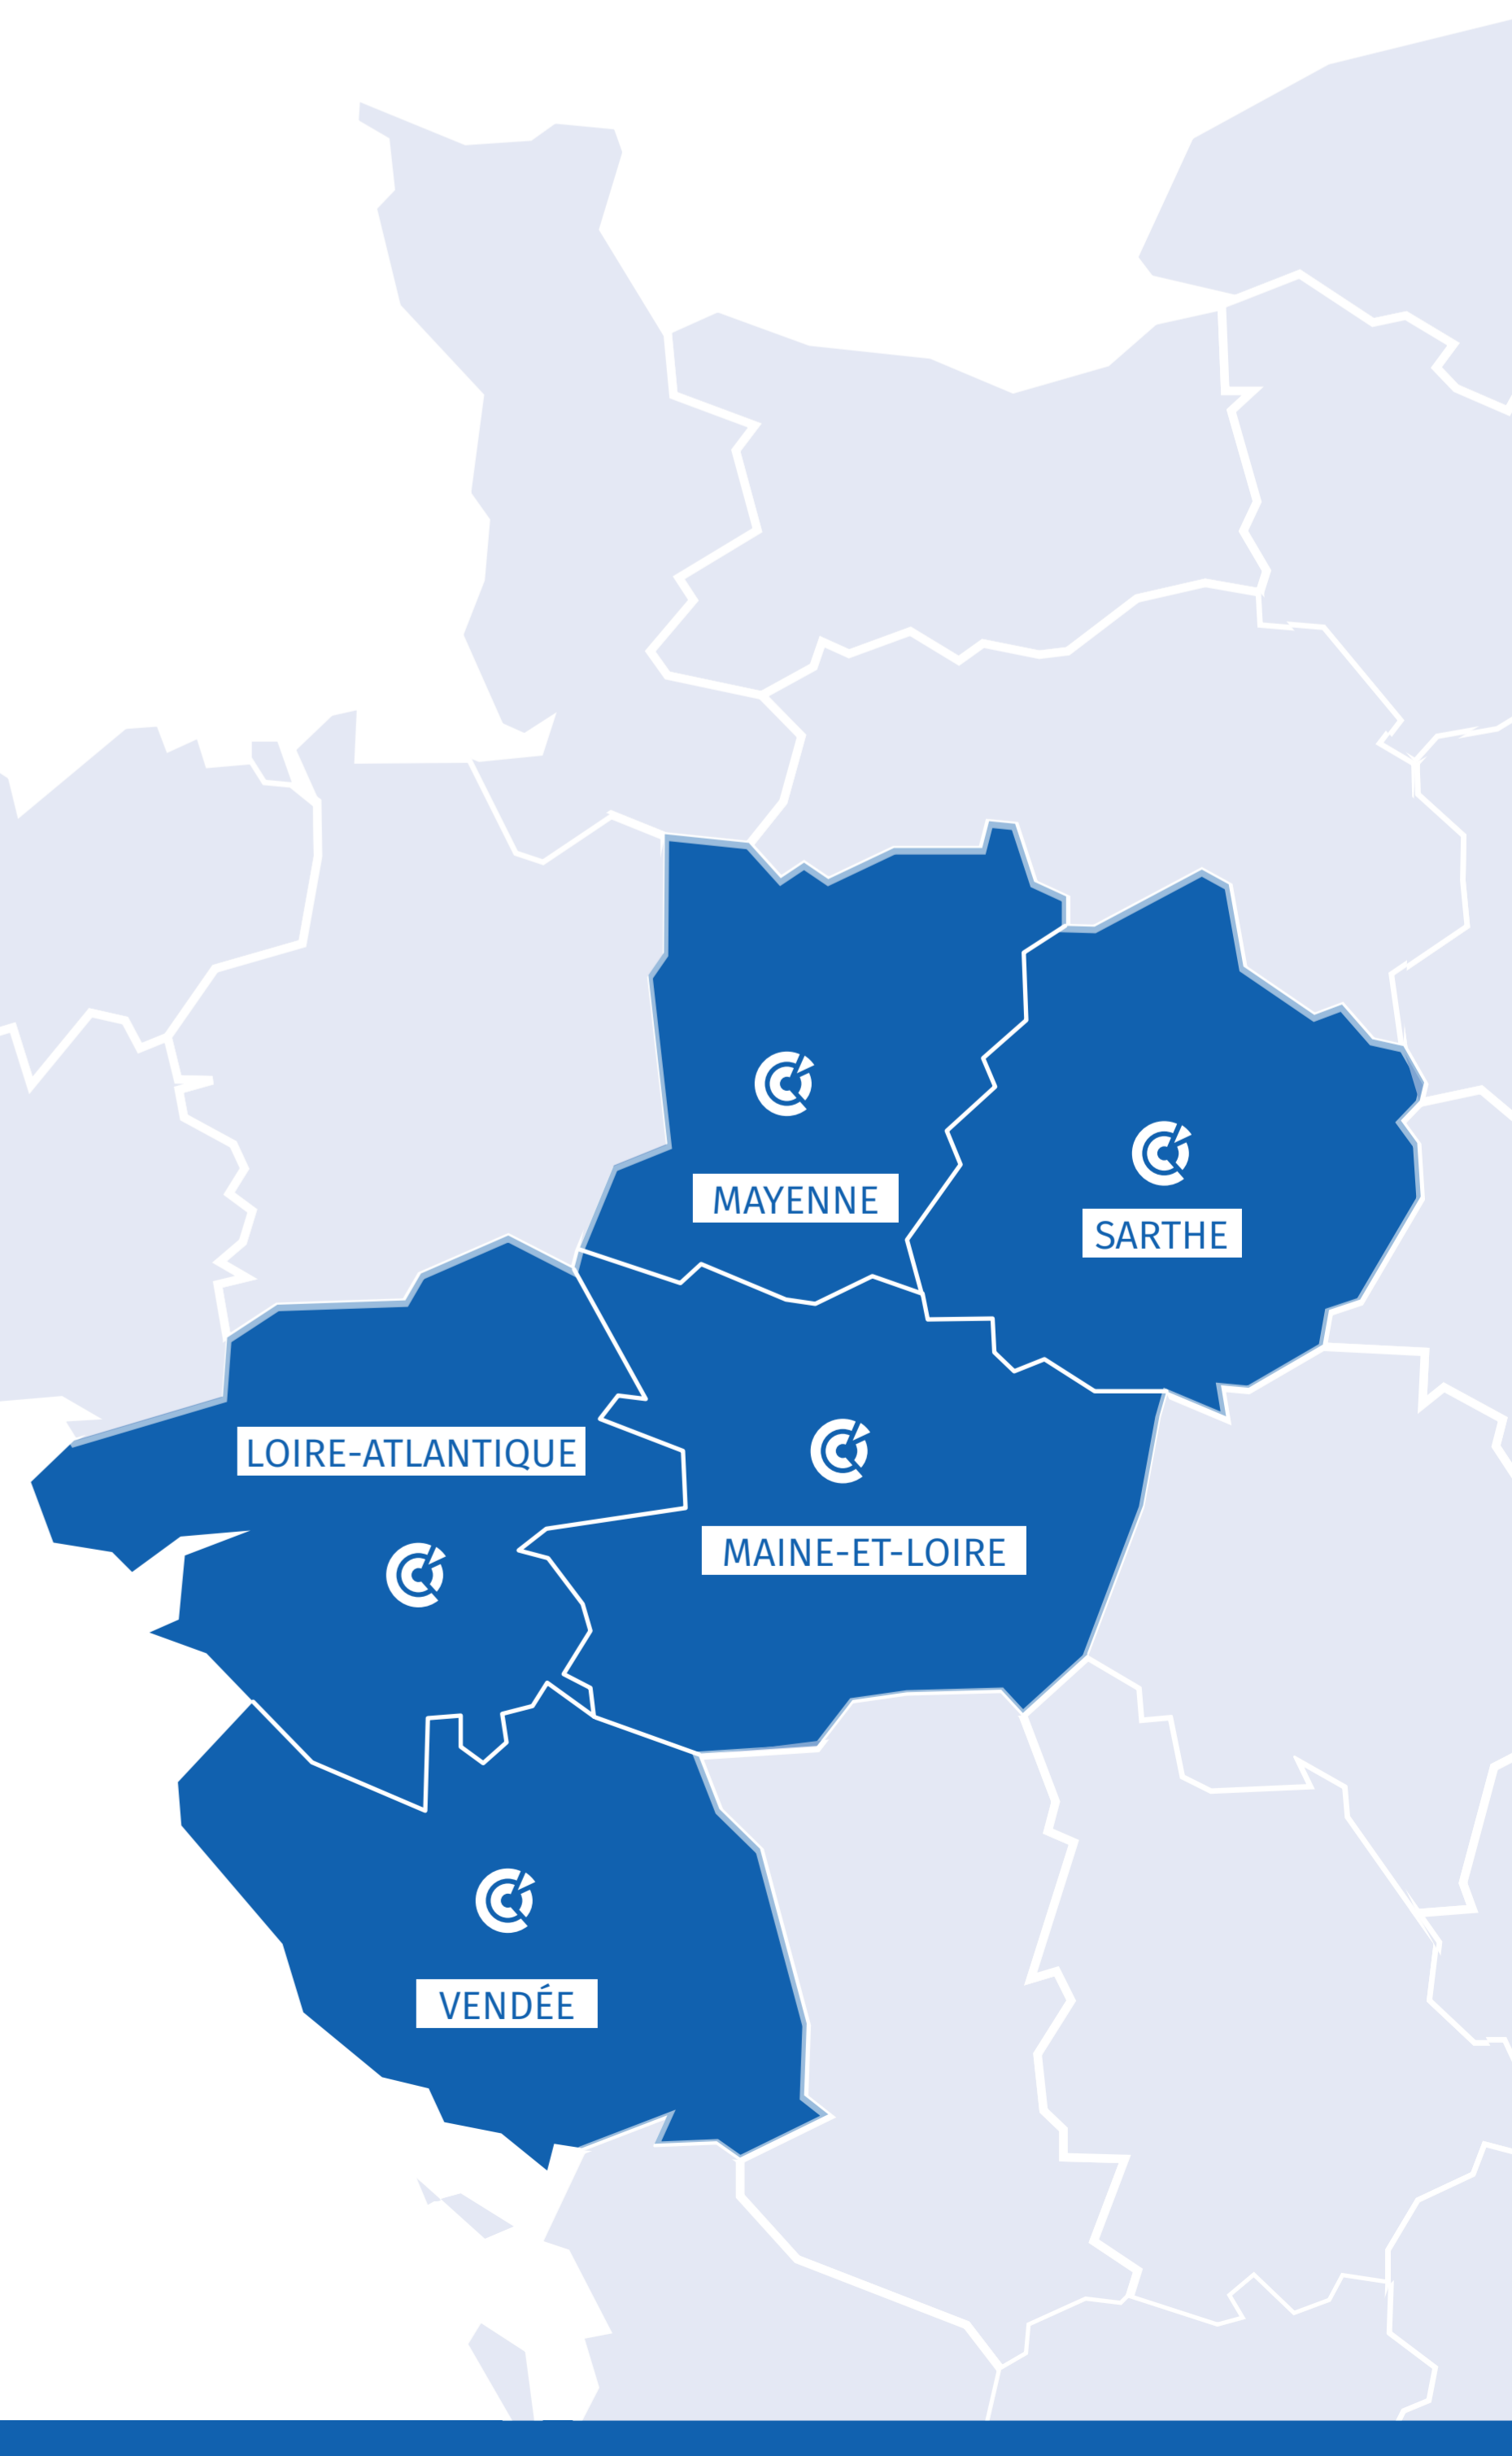 MAYENNE
SARTHE
LOIRE-ATLANTIQUE
MAINE-ET-LOIRE
VENDÉE